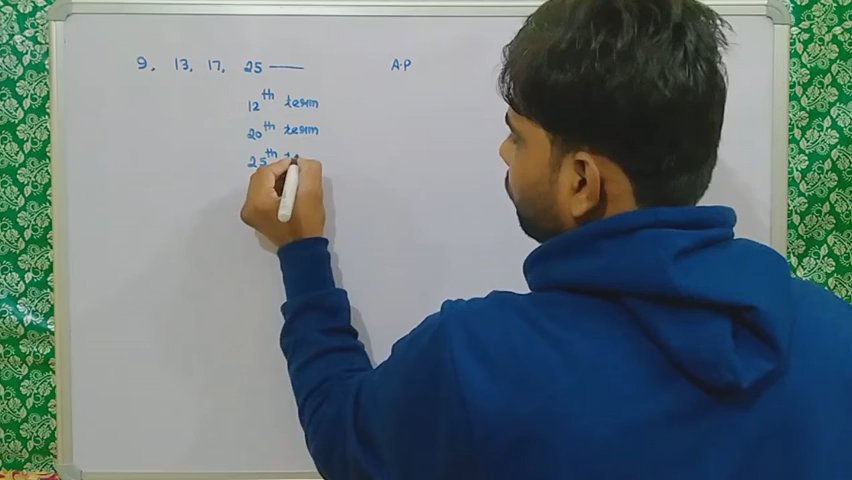 9. 13. 17. 25 —— A.P
12th term
20th term
25th